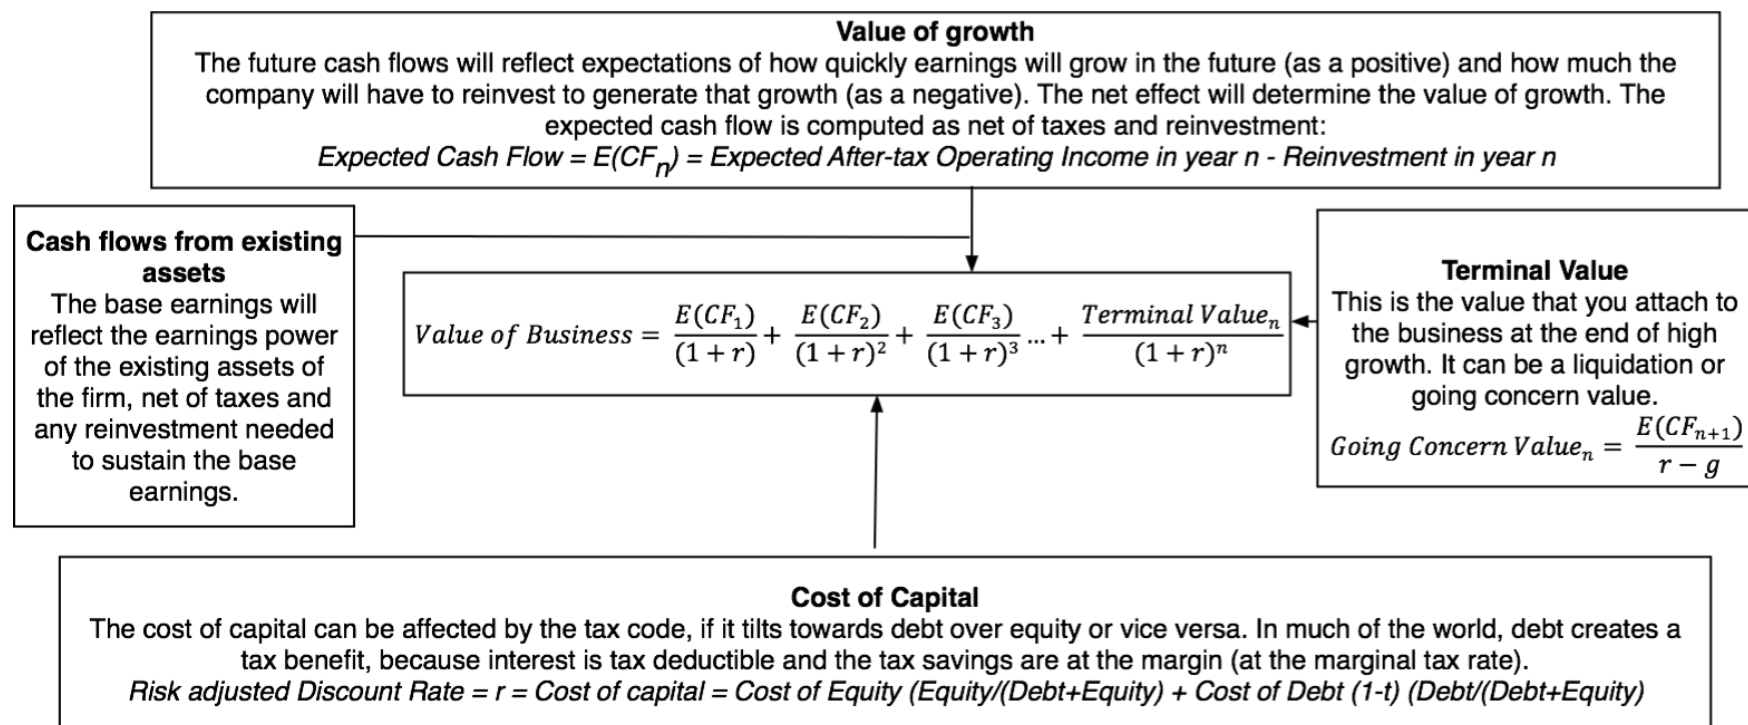 Value of growth
The future cash flows will reflect expectations of how quickly earnings will grow in the future (as a positive) and how much the
company will have to reinvest to generate that growth (as a negative). The net effect will determine the value of growth. The
expected cash flow is computed as net of taxes and reinvestment:
Expected Cash Flow = E(CFₙ) = Expected After-tax Operating Income in year n - Reinvestment in year n
Cash flows from existing
assets
The base earnings will
reflect the earnings power
of the existing assets of
the firm, net of taxes and
any reinvestment needed
to sustain the base
earnings.
Value of Business = E(CF₁)/(1 + r) + E(CF₂)/(1 + r)² + E(CF₃)/(1 + r)³ ... + Terminal Valueₙ/(1 + r)ⁿ
Terminal Value
This is the value that you attach to
the business at the end of high
growth. It can be a liquidation or
going concern value.
Going Concern Valueₙ = E(CFₙ₊₁)/r − g
Cost of Capital
The cost of capital can be affected by the tax code, if it tilts towards debt over equity or vice versa. In much of the world, debt creates a
tax benefit, because interest is tax deductible and the tax savings are at the margin (at the marginal tax rate).
Risk adjusted Discount Rate = r = Cost of capital = Cost of Equity (Equity/(Debt+Equity) + Cost of Debt (1-t) (Debt/(Debt+Equity)